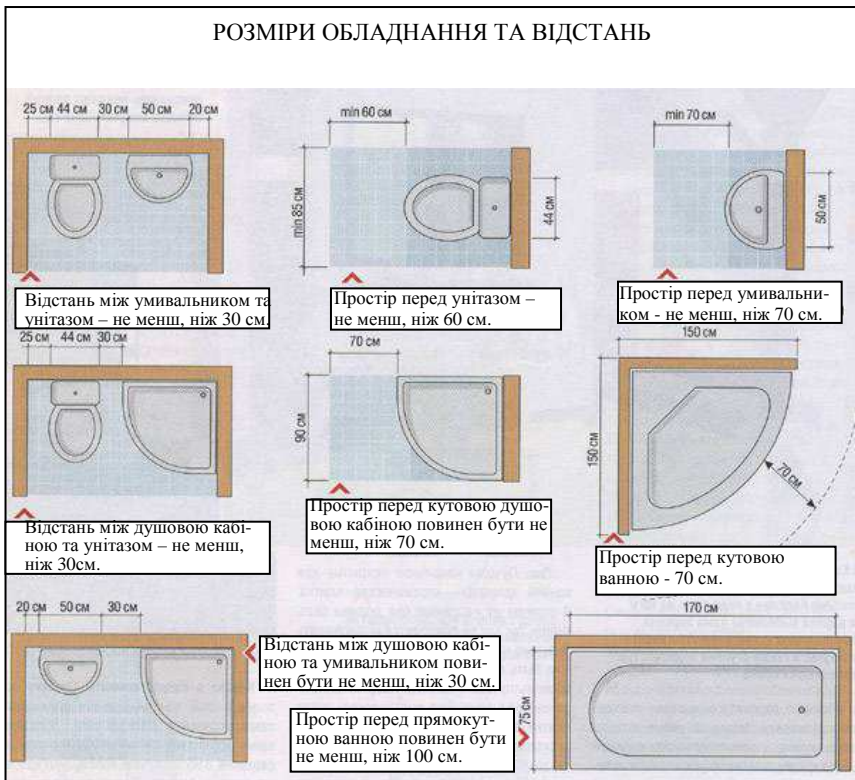 РОЗМІРИ ОБЛАДНАННЯ ТА ВІДСТАНЬ
25 см 44 см 30 см 50 см 20 см
Відстань між умивальником та
унітазом – не менш, ніж 30 см.
min 60 см
min 85 см
44 см
Простір перед унітазом –
не менш, ніж 60 см.
min 70 см
50 см
Простір перед умивальни-
ком - не менш, ніж 70 см.
25 см 44 см 30 см
Відстань між душовою кабі-
ною та унітазом – не менш,
ніж 30см.
70 см
90 см
Простір перед кутовою душо-
вою кабіною повинен бути не
менш, ніж 70 см.
150 см
150 см
70 см
Простір перед кутовою
ванною - 70 см.
20 см 50 см 30 см
Відстань між душовою кабі-
ною та умивальником пови-
нен бути не менш, ніж 30 см.
Простір перед прямокут-
ною ванною повинен бути
не менш, ніж 100 см.
170 см
75 см